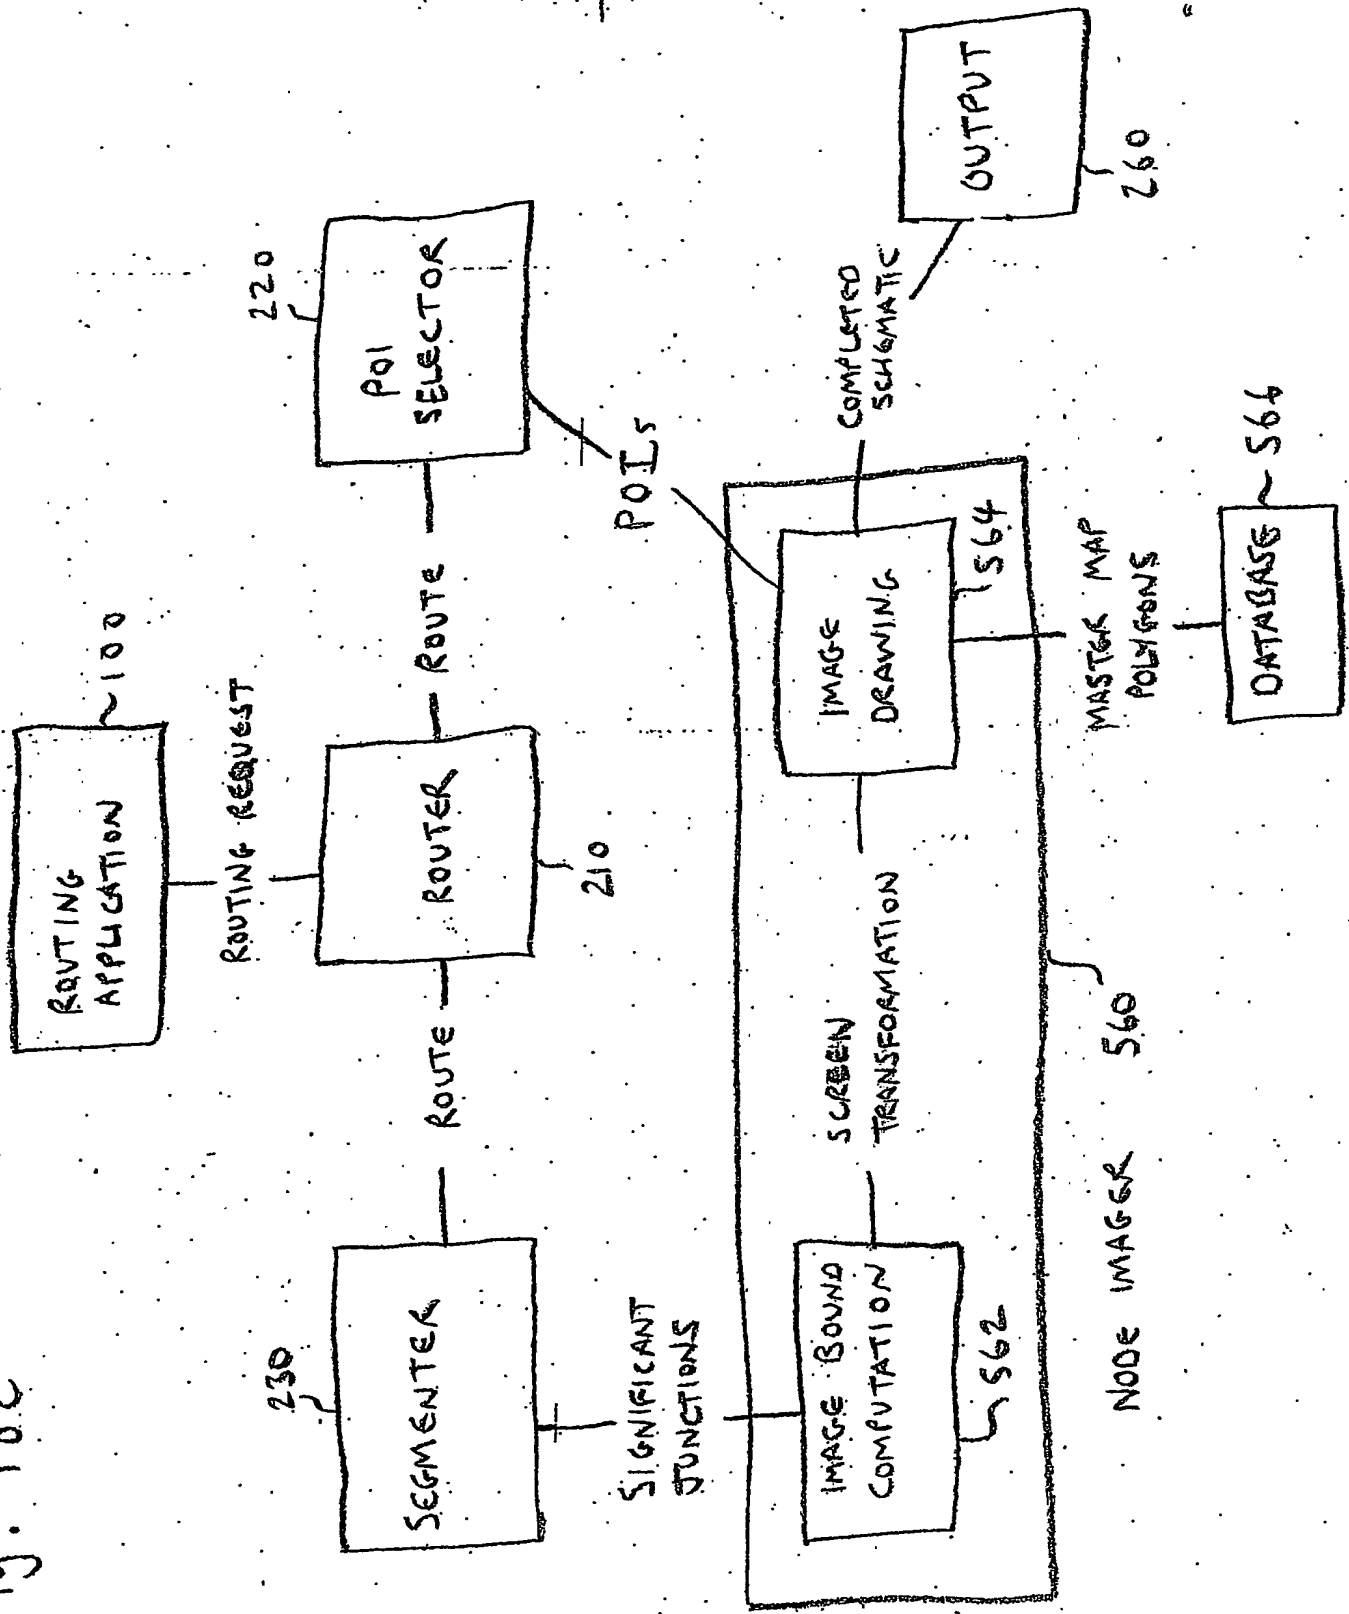 ig. 10c
ROUTING
APPLICATION
100
ROUTING REQUEST
230
SEGMENTER
ROUTE
ROUTER
210
ROUTE
220
POI
SELECTOR
SIGNIFICANT
JUNCTIONS
POIs
IMAGE BOUND
COMPUTATION
562
SCREEN
TRANSFORMATION
IMAGE
DRAWING
564
COMPLETED
SCHEMATIC
OUTPUT
260
NODE IMAGER
560
MASTER MAP
POLYGONS
DATABASE
566